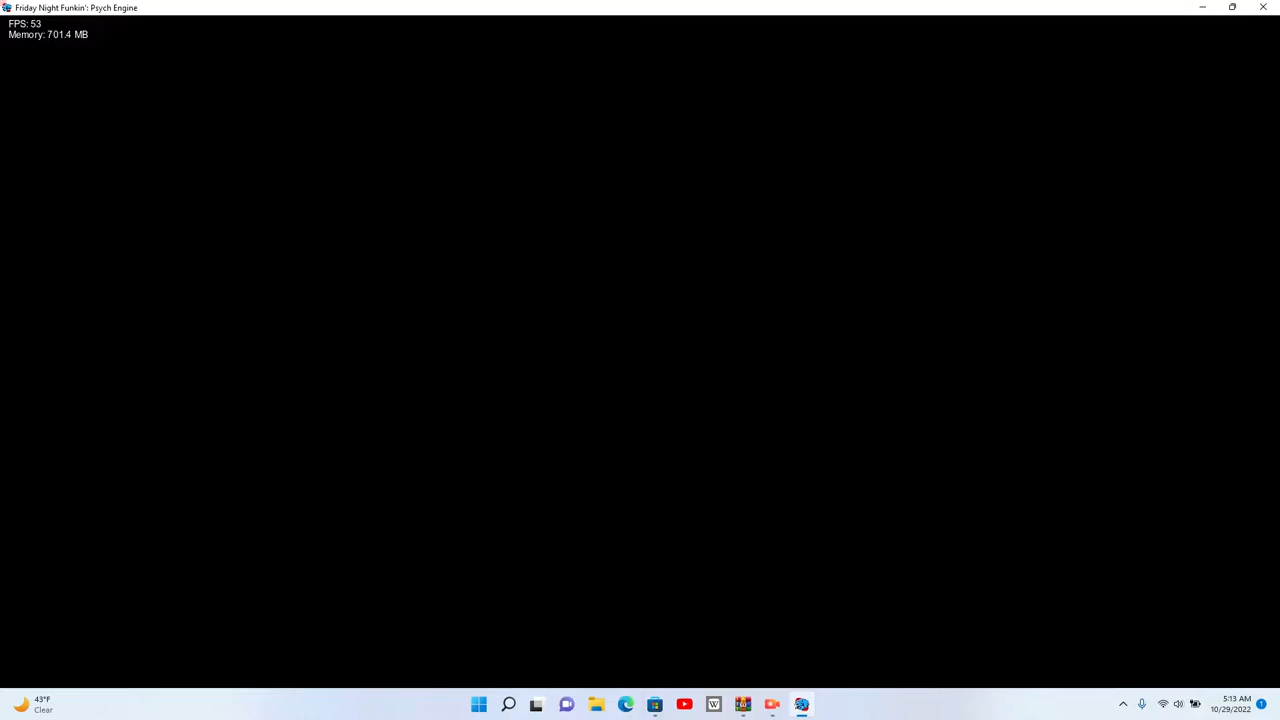 Friday Night Funkin': Psych Engine
FPS: 53
Memory: 701.4 MB
43°F
Clear
W
5:13 AM
10/29/2022
1